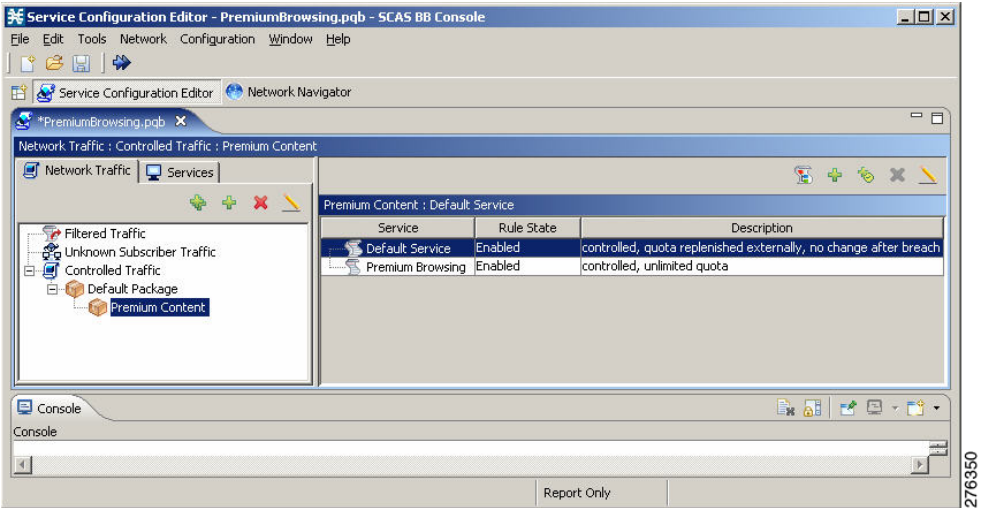 Service Configuration Editor - PremiumBrowsing.pqb - SCAS BB Console
File Edit Tools Network Configuration Window Help
Service Configuration Editor Network Navigator
*PremiumBrowsing.pqb
Network Traffic : Controlled Traffic : Premium Content
Network Traffic Services
Filtered Traffic
Unknown Subscriber Traffic
Controlled Traffic
Default Package
Premium Content
Premium Content : Default Service
Service Rule State Description
Default Service Enabled controlled, quota replenished externally, no change after breach
Premium Browsing Enabled controlled, unlimited quota
Console
Console
Report Only
276350